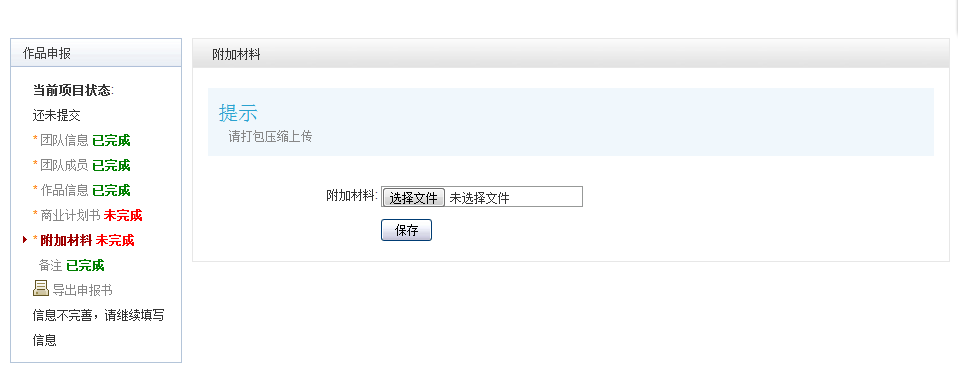 作品申报
当前项目状态:
还未提交
*团队信息 已完成
*团队成员 已完成
*作品信息 已完成
*商业计划书 未完成
*附加材料 未完成
备注 已完成
导出申报书
信息不完善，请继续填写
信息
附加材料
提示
请打包压缩上传
附加材料: 选择文件 未选择文件
保存